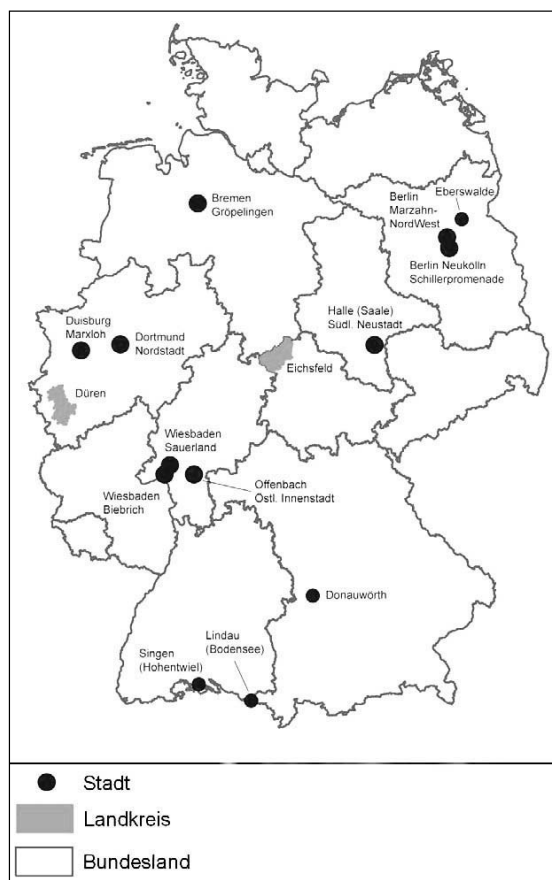 Bremen
Gröpelingen
Eberswalde
Berlin
Marzahn-
NordWest
Berlin Neukölln
Schillerpromenade
Halle (Saale)
Südl. Neustadt
Duisburg
Marxloh
Dortmund
Nordstadt
Eichsfeld
Düren
Wiesbaden
Sauerland
Wiesbaden
Biebrich
Offenbach
Östl. Innenstadt
Donauwörth
Lindau
(Bodensee)
Singen
(Hohentwiel)
Stadt
Landkreis
Bundesland